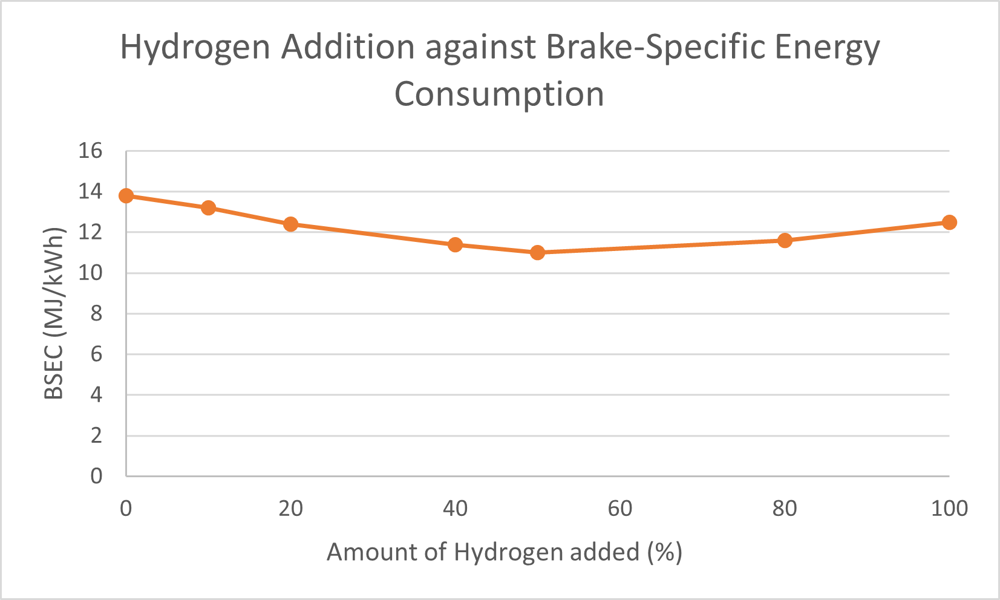 Hydrogen Addition against Brake-Specific Energy
Consumption
16
14
12
10
8
6
4
2
0
BSEC (MJ/kWh)
0 20 40 60 80 100
Amount of Hydrogen added (%)